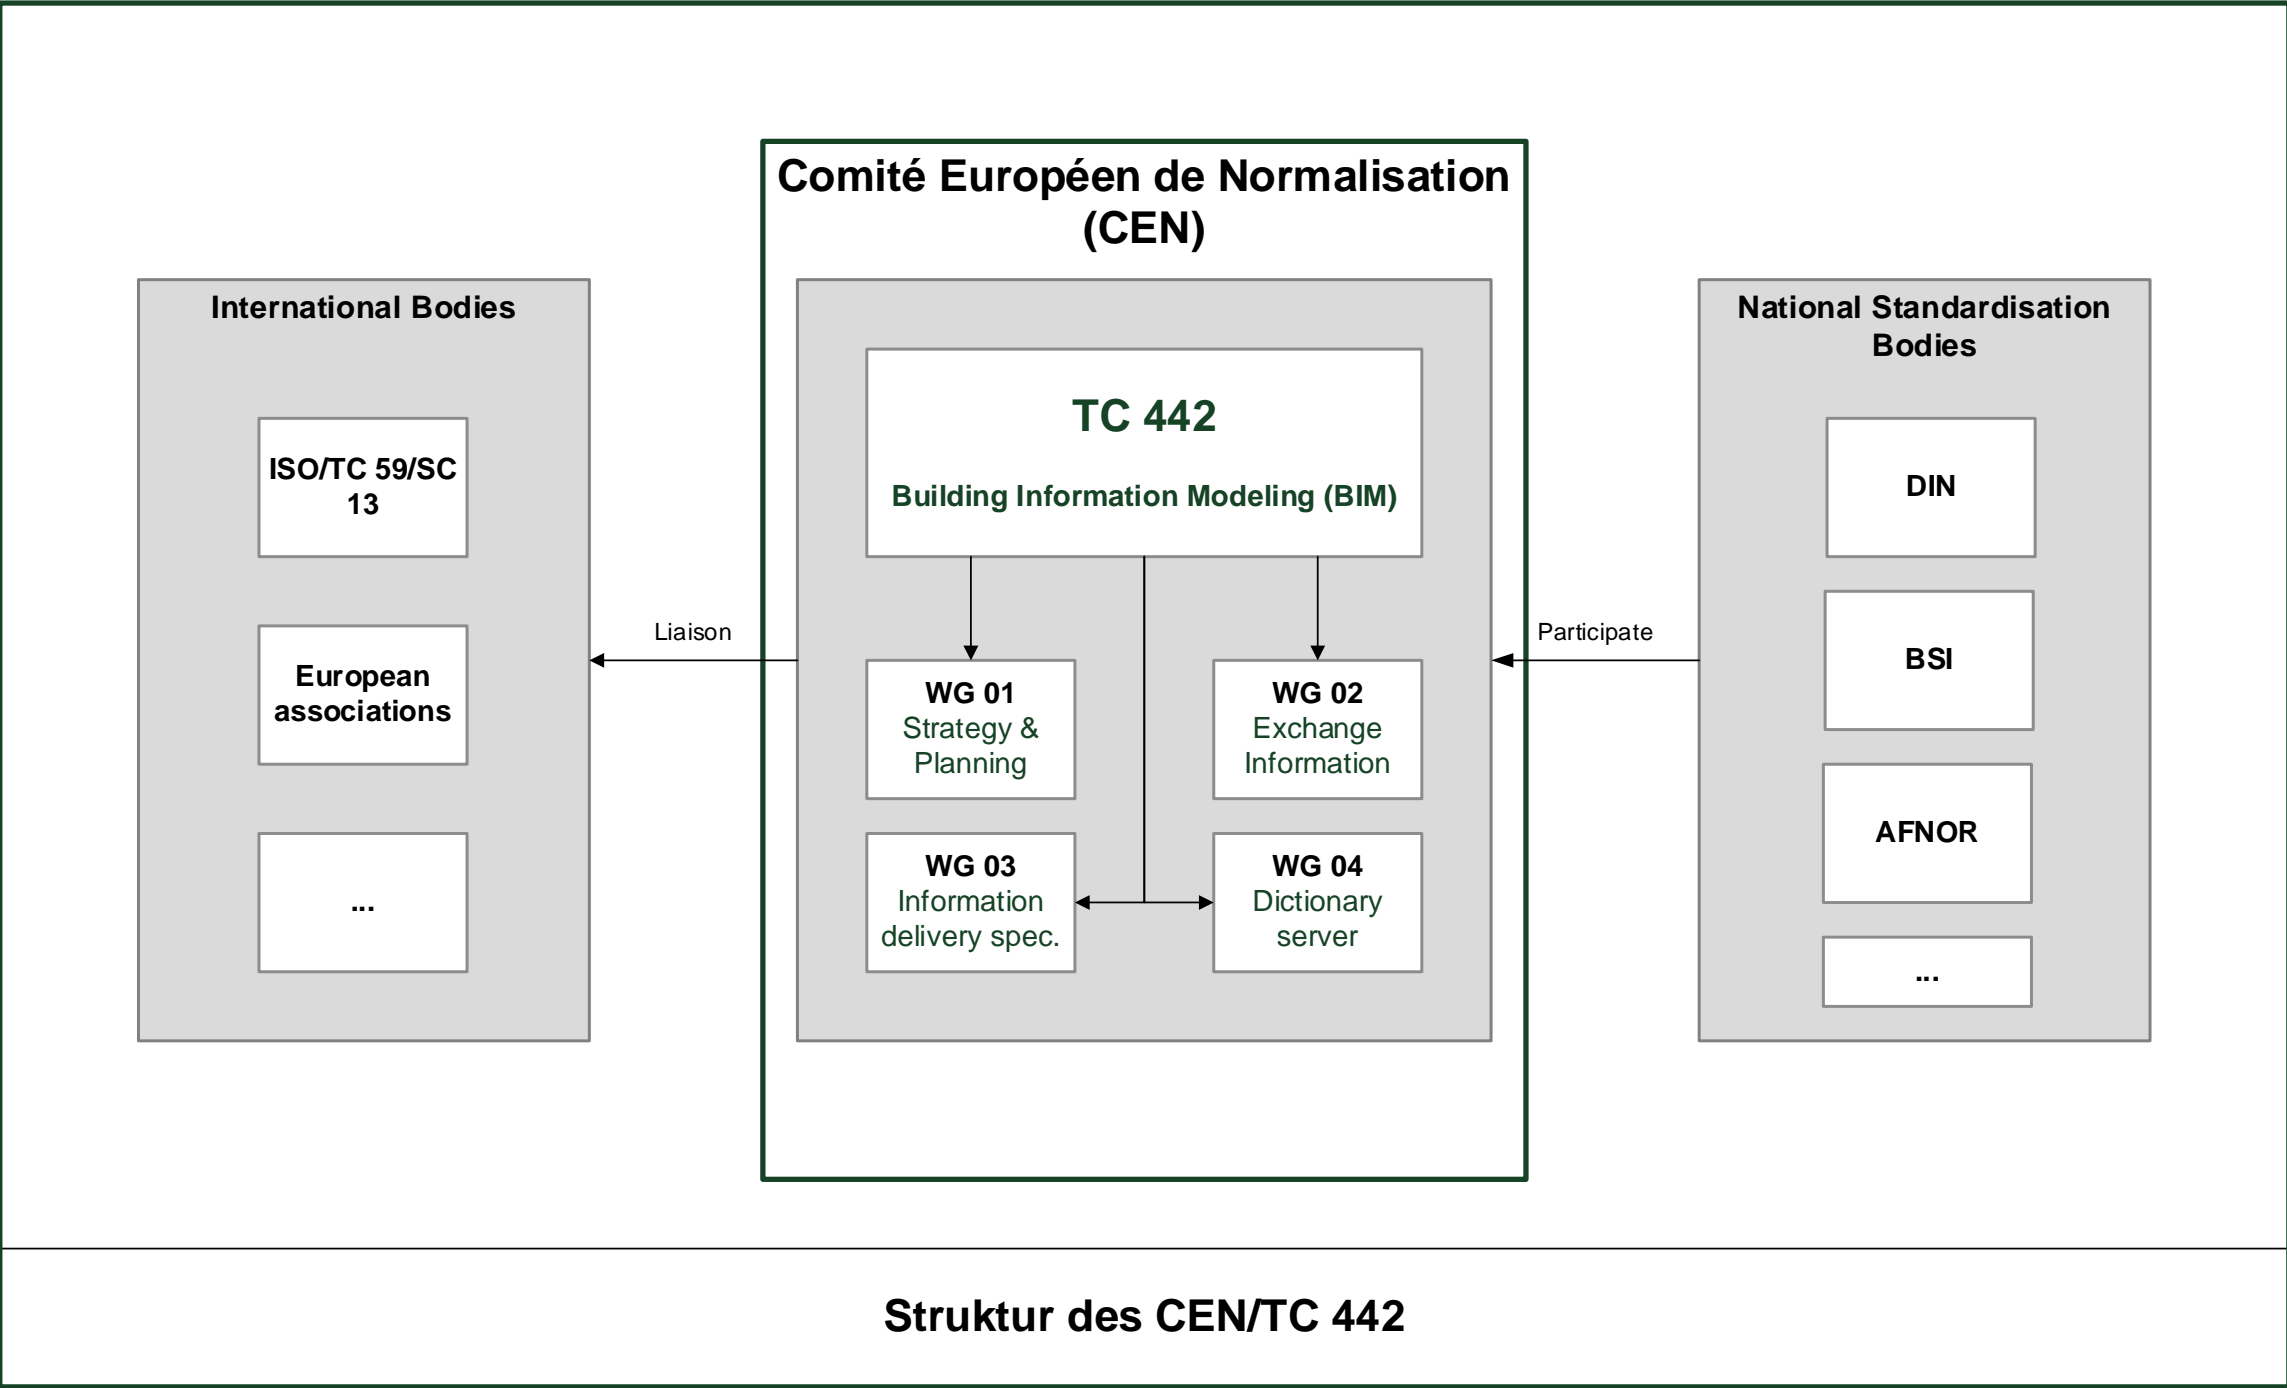 Comité Européen de Normalisation
(CEN)
International Bodies
ISO/TC 59/SC
13
European
associations
...
Liaison
TC 442
Building Information Modeling (BIM)
WG 01
Strategy &
Planning
WG 02
Exchange
Information
WG 03
Information
delivery spec.
WG 04
Dictionary
server
Participate
National Standardisation
Bodies
DIN
BSI
AFNOR
...
Struktur des CEN/TC 442